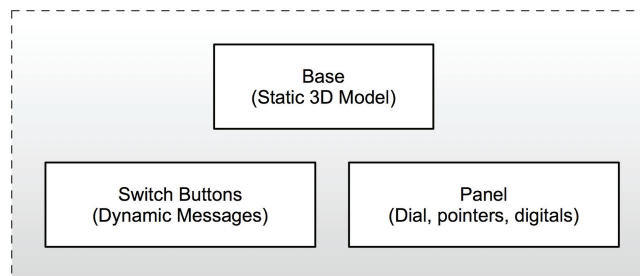 Base
(Static 3D Model)
Switch Buttons
(Dynamic Messages)
Panel
(Dial, pointers, digitals)